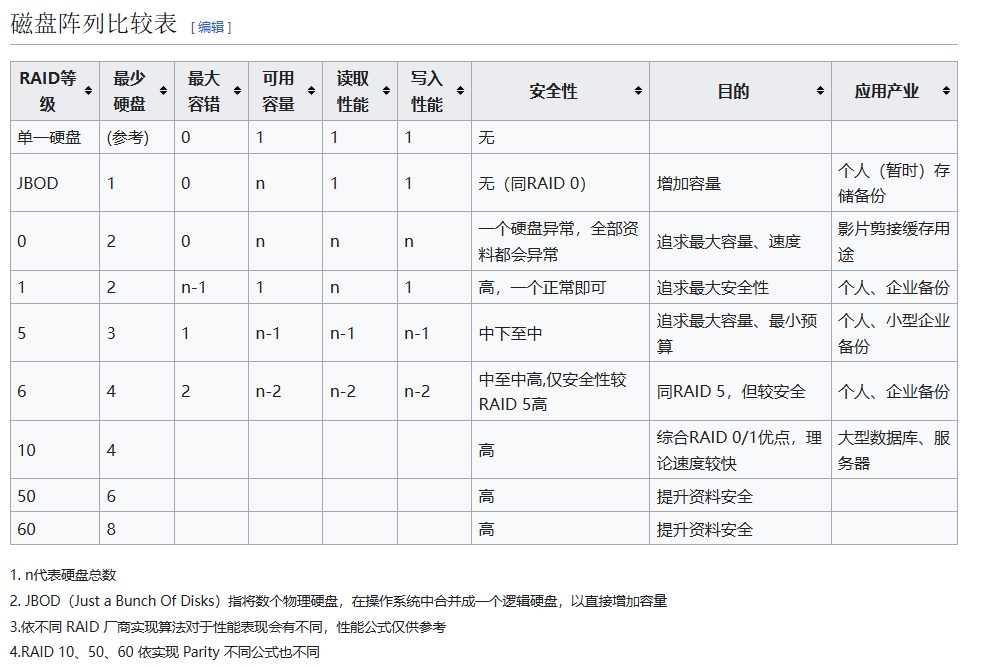 磁盘阵列比较表 [编辑]
RAID等级 最少硬盘 最大容错 可用容量 读取性能 写入性能 安全性 目的 应用产业
单一硬盘 (参考) 0 1 1 1 无
JBOD 1 0 n 1 1 无（同RAID 0） 增加容量 个人（暂时）存储备份
0 2 0 n n n 一个硬盘异常，全部资料都会异常 追求最大容量、速度 影片剪接缓存用途
1 2 n-1 1 n 1 高，一个正常即可 追求最大安全性 个人、企业备份
5 3 1 n-1 n-1 n-1 中下至中 追求最大容量、最小预算 个人、小型企业备份
6 4 2 n-2 n-2 n-2 中至中高,仅安全性较RAID 5高 同RAID 5，但较安全 个人、企业备份
10 4 高 综合RAID 0/1优点，理论速度较快 大型数据库、服务器
50 6 高 提升资料安全
60 8 高 提升资料安全
1. n代表硬盘总数
2. JBOD（Just a Bunch Of Disks）指将数个物理硬盘，在操作系统中合并成一个逻辑硬盘，以直接增加容量
3.依不同 RAID 厂商实现算法对于性能表现会有不同，性能公式仅供参考
4.RAID 10、50、60 依实现 Parity 不同公式也不同